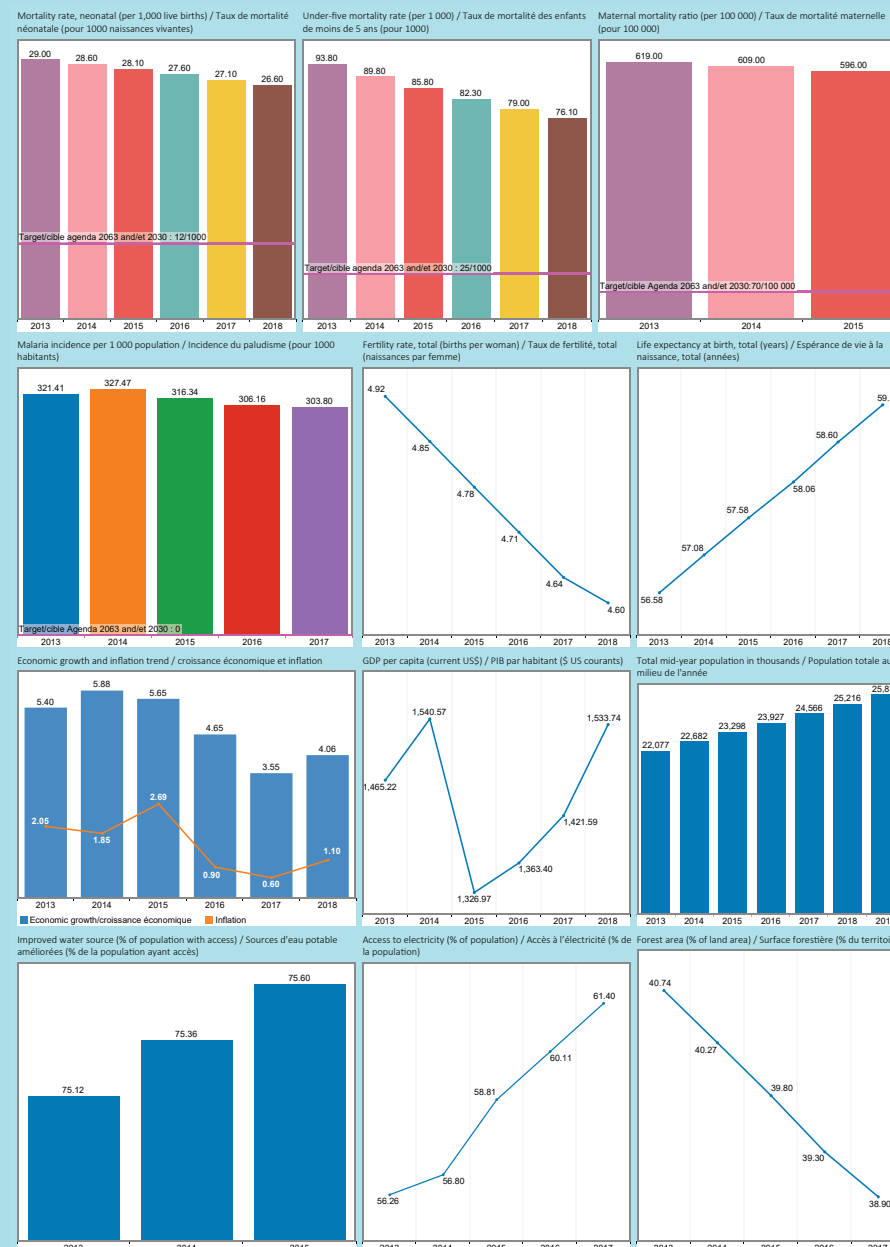 Mortality rate, neonatal (per 1,000 live births) / Taux de mortalité
néonatale (pour 1000 naissances vivantes)
29.00
28.60
28.10
27.60
27.10
26.60
Target/cible agenda 2063 and/et 2030 : 12/1000
2013 2014 2015 2016 2017 2018
Under-five mortality rate (per 1 000) / Taux de mortalité des enfants
de moins de 5 ans (pour 1000)
93.80
89.80
85.80
82.30
79.00
76.10
Target/cible agenda 2063 and/et 2030 : 25/1000
2013 2014 2015 2016 2017 2018
Maternal mortality ratio (per 100 000) / Taux de mortalité maternelle
(pour 100 000)
619.00
609.00
596.00
Target/cible Agenda 2063 and/et 2030:70/100 000
2013 2014 2015
Malaria incidence per 1 000 population / Incidence du paludisme (pour 1000
habitants)
321.41
327.47
316.34
306.16
303.80
Target/cible Agenda 2063 and/et 2030 : 0
2013 2014 2015 2016 2017
Fertility rate, total (births per woman) / Taux de fertilité, total
(naissances par femme)
4.92
4.85
4.78
4.71
4.64
4.60
2013 2014 2015 2016 2017 2018
Life expectancy at birth, total (years) / Espérance de vie à la
naissance, total (années)
56.58
57.08
57.58
58.06
58.60
59.
2013 2014 2015 2016 2017 2018
Economic growth and inflation trend / croissance économique et inflation
5.40
5.88
5.65
4.65
3.55
4.06
2.05
1.85
2.69
0.90
0.60
1.10
2013 2014 2015 2016 2017 2018
Economic growth/croissance économique Inflation
GDP per capita (current US$) / PIB par habitant ($ US courants)
1,465.22
1,540.57
1,326.97
1,363.40
1,421.59
1,533.74
2013 2014 2015 2016 2017 2018
Total mid-year population in thousands / Population totale au
milieu de l'année
22,077
22,682
23,298
23,927
24,566
25,216
25,8
2013 2014 2015 2016 2017 2018 201
Improved water source (% of population with access) / Sources d'eau potable
améliorées (% de la population ayant accès)
75.12
75.36
75.60
2013 2014 2015
Access to electricity (% of population) / Accès à l'électricité (% de
la population)
56.26
56.80
58.81
60.11
61.40
2013 2014 2015 2016 2017
Forest area (% of land area) / Surface forestière (% du territoi
40.74
40.27
39.80
39.30
38.90
2013 2014 2015 2016 2017